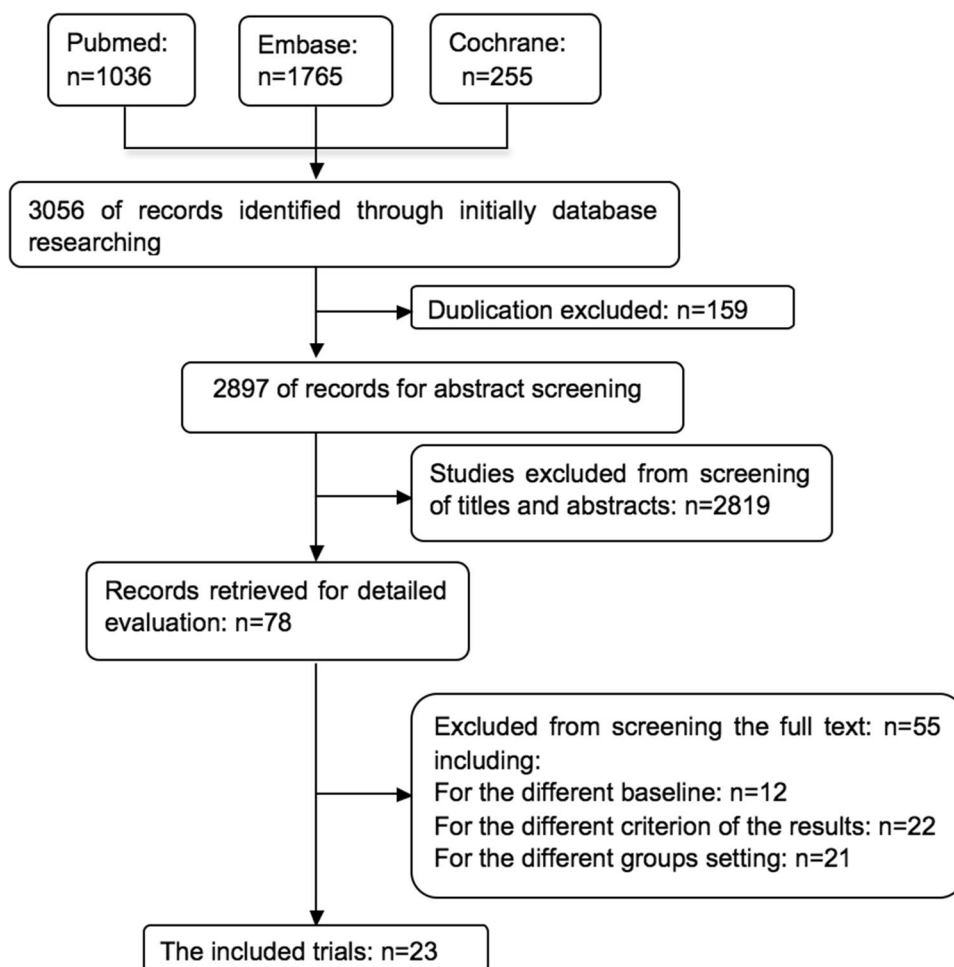 Pubmed:
n=1036
Embase:
n=1765
Cochrane:
n=255
3056 of records identified through initially database
researching
Duplication excluded: n=159
2897 of records for abstract screening
Studies excluded from screening
of titles and abstracts: n=2819
Records retrieved for detailed
evaluation: n=78
Excluded from screening the full text: n=55
including:
For the different baseline: n=12
For the different criterion of the results: n=22
For the different groups setting: n=21
The included trials: n=23